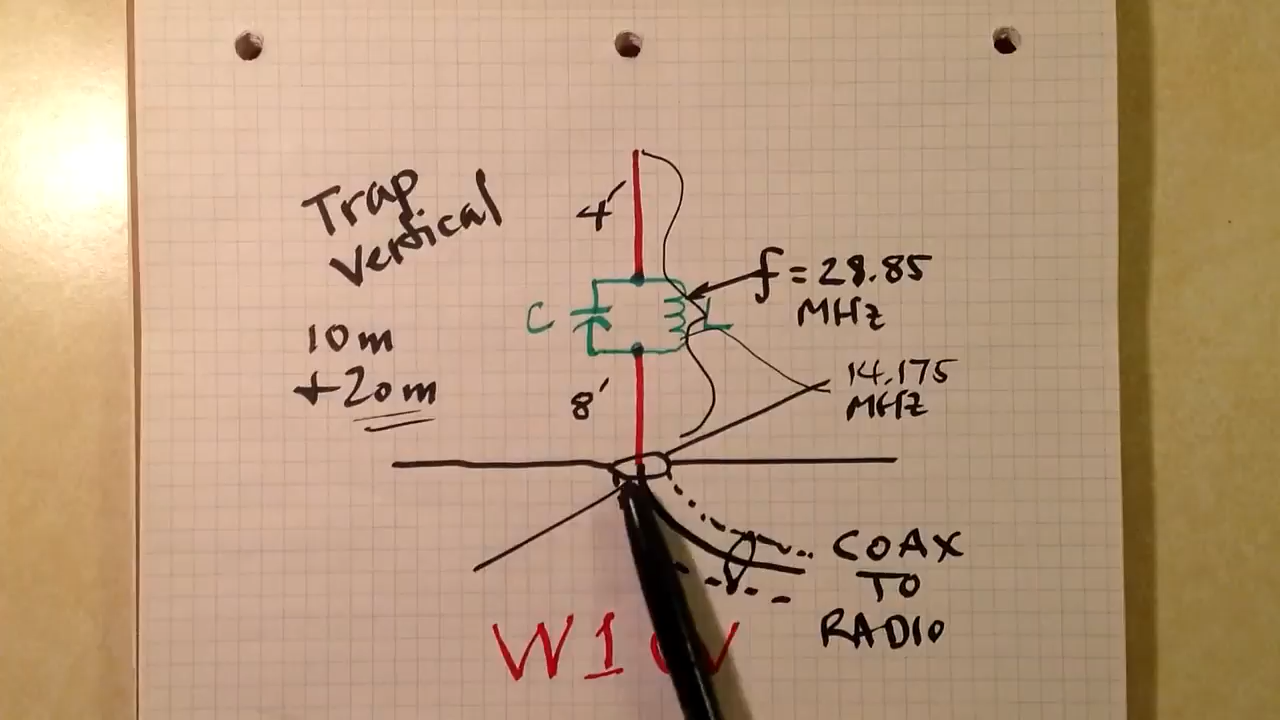 Trap
Vertical
10m
+20m
4'
C
L
8'
f = 28.85
MHz
14.175
MHZ
COAX
TO
RADIO